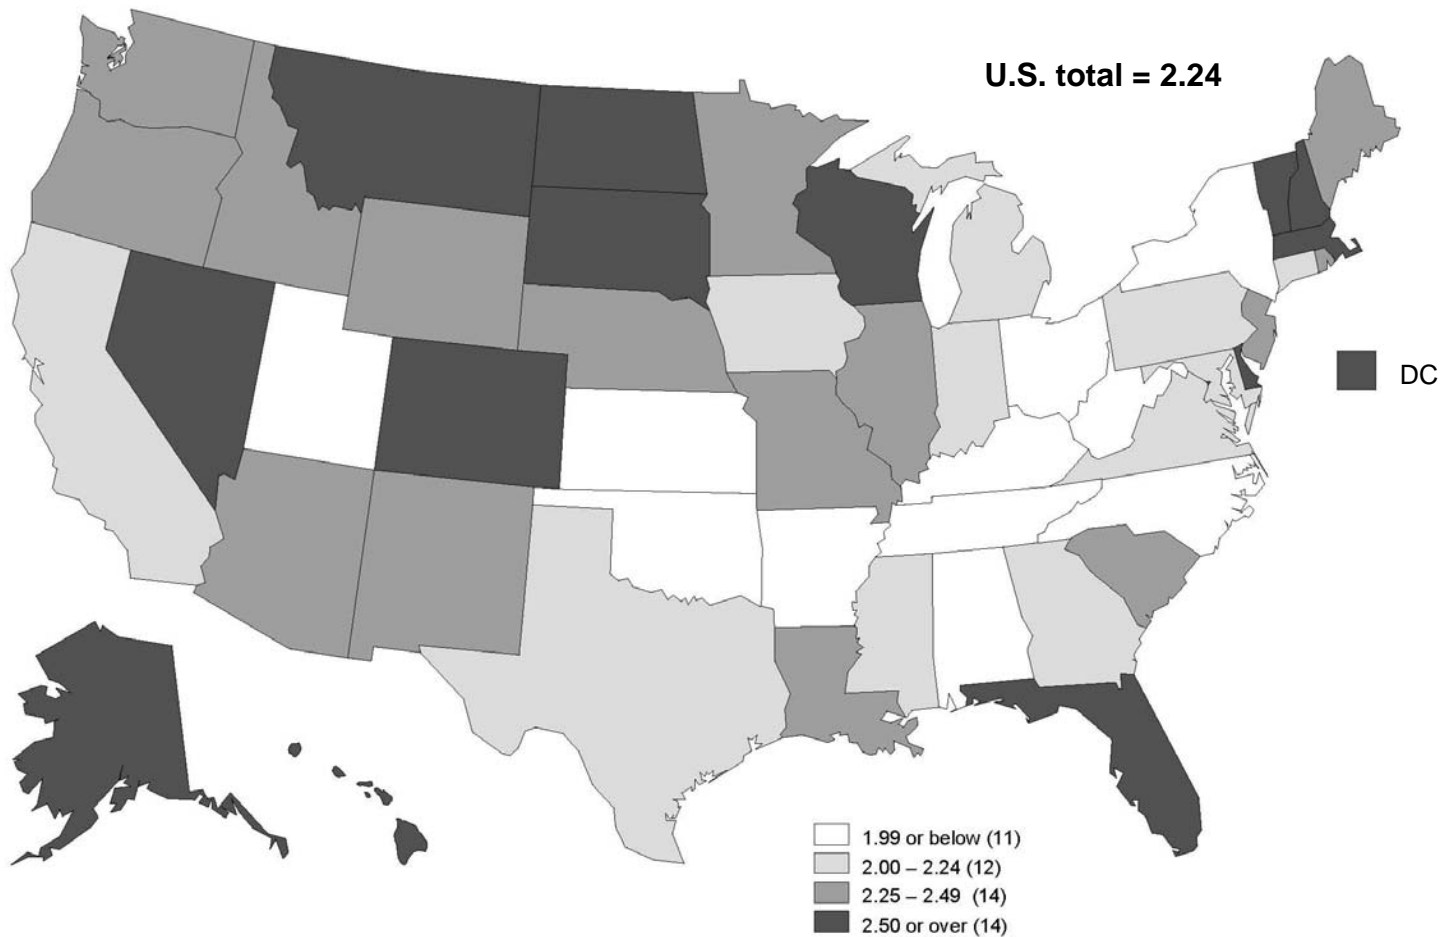 U.S. total = 2.24
DC
1.99 or below (11)
2.00 – 2.24 (12)
2.25 – 2.49 (14)
2.50 or over (14)